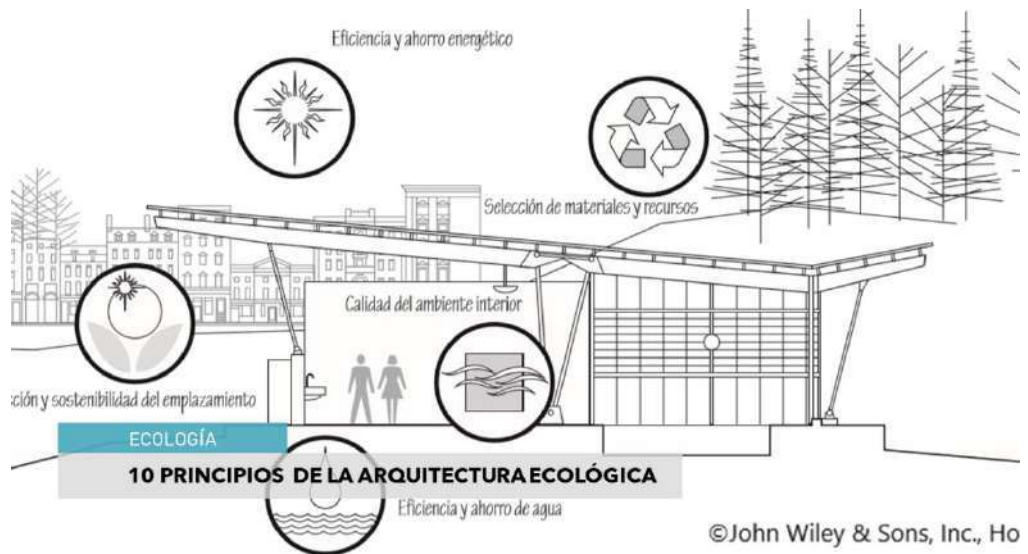 Eficiencia y ahorro energético
Selección de materiales y recursos
Calidad del ambiente interior
cción y sostenibilidad del emplazamiento
ECOLOGÍA
10 PRINCIPIOS DE LA ARQUITECTURA ECOLÓGICA
Eficiencia y ahorro de agua
©John Wiley & Sons, Inc., Ho